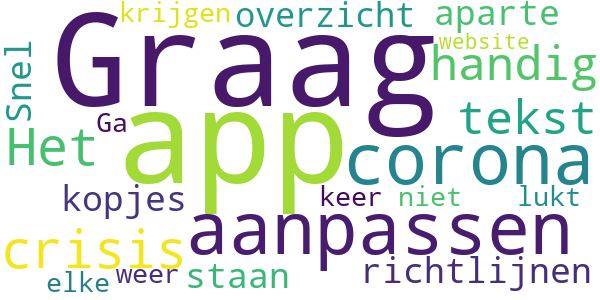 krijgen overzicht aparte
Graag website
Snel handig
Ga app tekst
Het corona
kopjes keer niet lukt
crisis aanpassen
elke weer staan richtlijnen